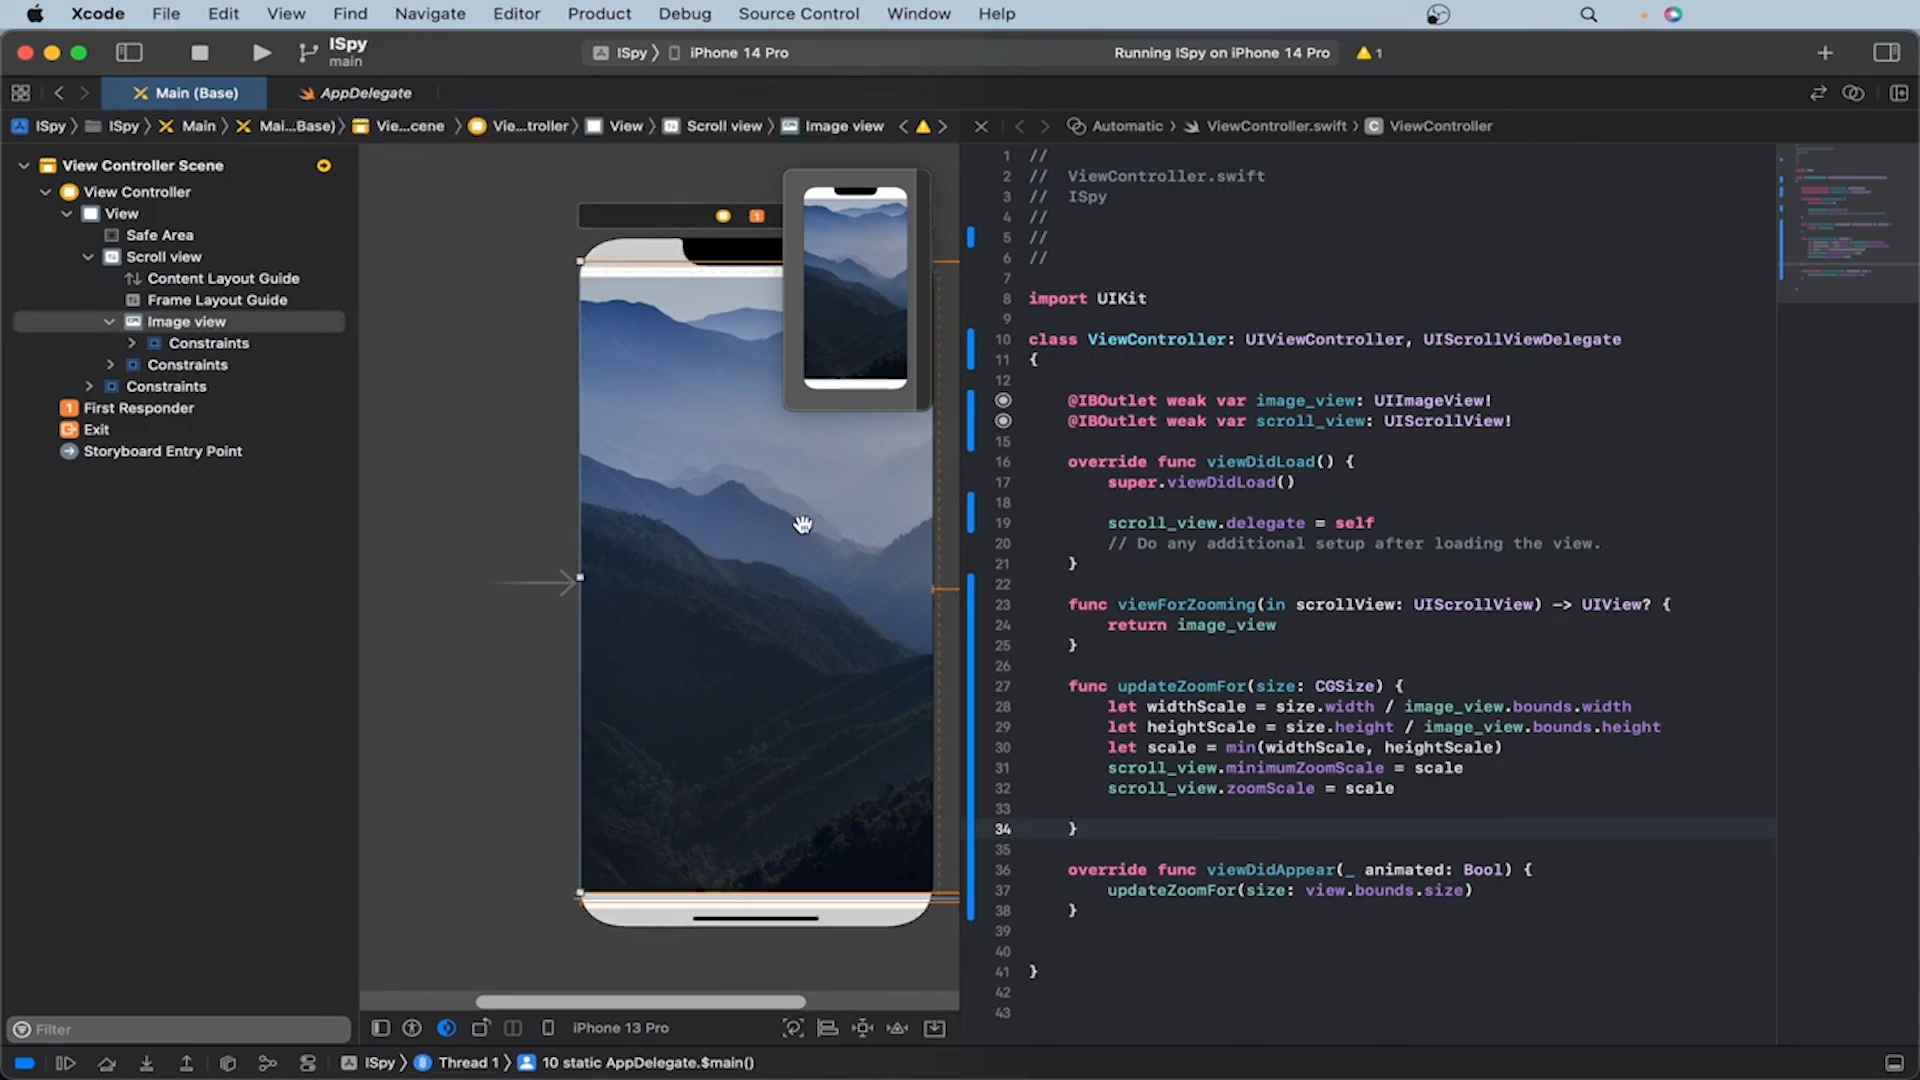 Xcode File Edit View Find Navigate Editor Product Debug Source Control Window Help
ISpy
main
ISpy iPhone 14 Pro
Running ISpy on iPhone 14 Pro 1
Main (Base) AppDelegate
ISpy ISpy Main Mai...Base) Vie...cene Vie...troller View Scroll view Image view
Automatic ViewController.swift C ViewController
View Controller Scene
View Controller
View
Safe Area
Scroll view
Content Layout Guide
Frame Layout Guide
Image view
Constraints
Constraints
Constraints
1 First Responder
Exit
Storyboard Entry Point
1
1 //
2 // ViewController.swift
3 // ISpy
4 //
5 //
6 //
7
8 import UIKit
9
10 class ViewController: UIViewController, UIScrollViewDelegate
11 {
12
@IBOutlet weak var image_view: UIImageView!
@IBOutlet weak var scroll_view: UIScrollView!
15
16 override func viewDidLoad() {
17 super.viewDidLoad()
18
19 scroll_view.delegate = self
20 // Do any additional setup after loading the view.
21 }
22
23 func viewForZooming(in scrollView: UIScrollView) -> UIView? {
24 return image_view
25 }
26
27 func updateZoomFor(size: CGSize) {
28 let widthScale = size.width / image_view.bounds.width
29 let heightScale = size.height / image_view.bounds.height
30 let scale = min(widthScale, heightScale)
31 scroll_view.minimumZoomScale = scale
32 scroll_view.zoomScale = scale
33
34 }
35
36 override func viewDidAppear(_ animated: Bool) {
37 updateZoomFor(size: view.bounds.size)
38 }
39
40
41 }
42
43
Filter
iPhone 13 Pro
ISpy Thread 1 10 static AppDelegate.$main()